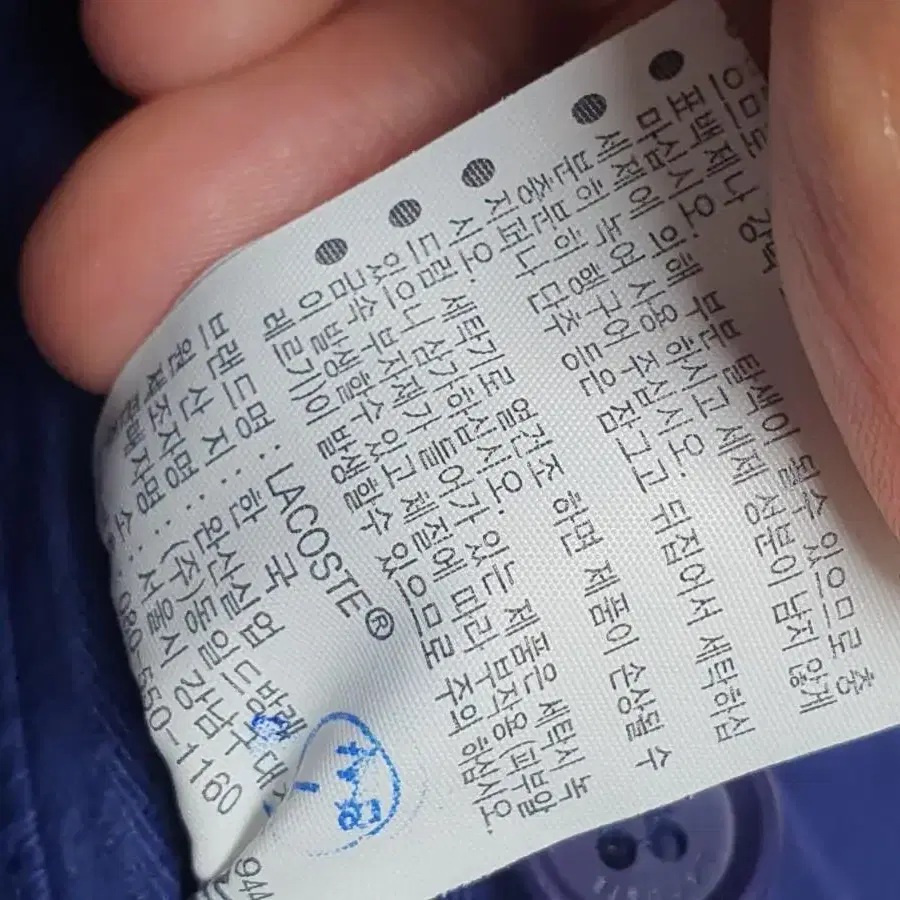 표백제나 강력
으므로
세제에 의해 부분 탈색이 될수 있으므로 충
분히 녹여 사용 하시고 세제 성분이 남지 않게
충분히 헹구어 주십시오.
단추 등은 잠그고 뒤집어서 세탁하십
시오.
세탁기로 열건조 하면 제품이 손상될 수
있으니 삼가하십시오.
금속 부자재가 들어가 있는 제품은 세탁시 녹
이 발생할수 있고 체질에 따라 부작용(피부알
레르기)이 발생할수 있으므로 주의 하십시오.
브랜드명 : LACOSTE®
원 산 지 : 한 국
제조자명 : 완산실업
판매자명 : (주)동일드방레
소 : 서울시 강남구 대
080-550-1160
944